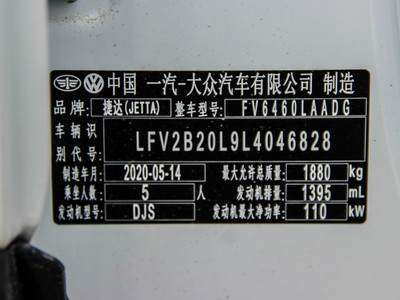 中国 一汽-大众汽车有限公司 制造
品牌: 捷达(JETTA) 整车型号: FV6460LAADG
车辆识别代号: LFV2B20L9L4046828
制造年月 2020-05-14 最大允许总质量 1880 kg
乘坐人数 5 人 发动机排量 1395 mL
发动机型号 DJS 发动机最大净功率 110 kW